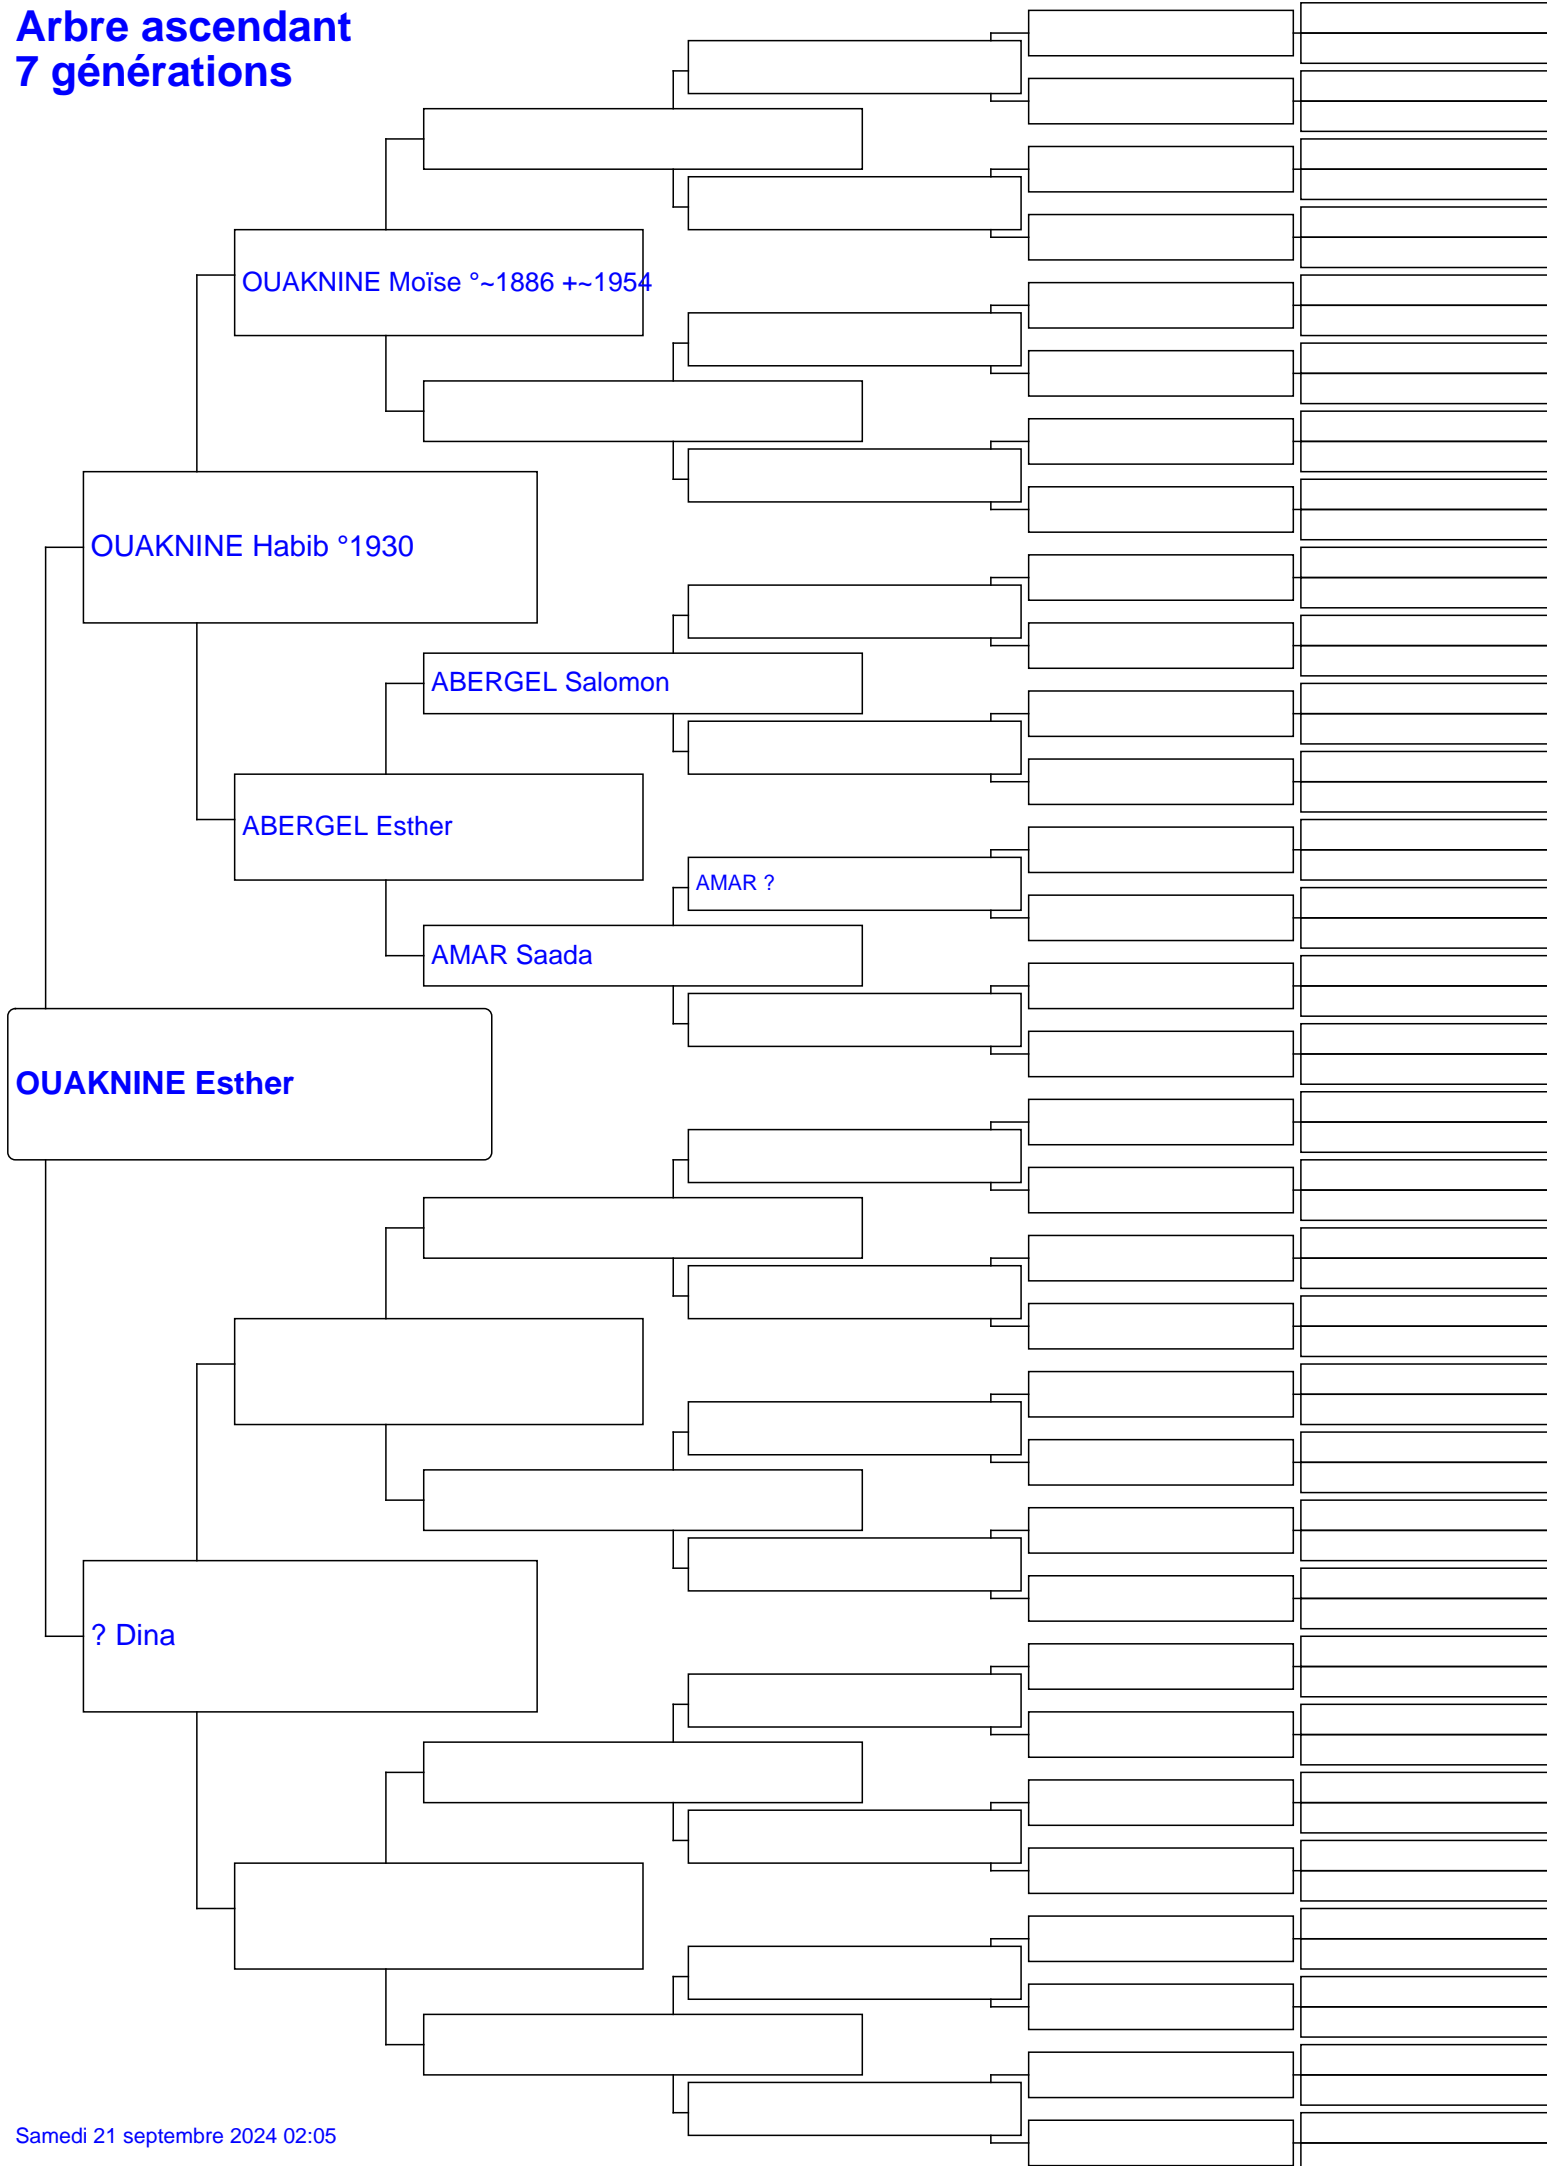 Arbre ascendant
7 générations
OUAKNINE Moïse °~1886 +~1954
OUAKNINE Habib °1930
ABERGEL Salomon
ABERGEL Esther
AMAR ?
AMAR Saada
OUAKNINE Esther
? Dina
Samedi 21 septembre 2024 02:05